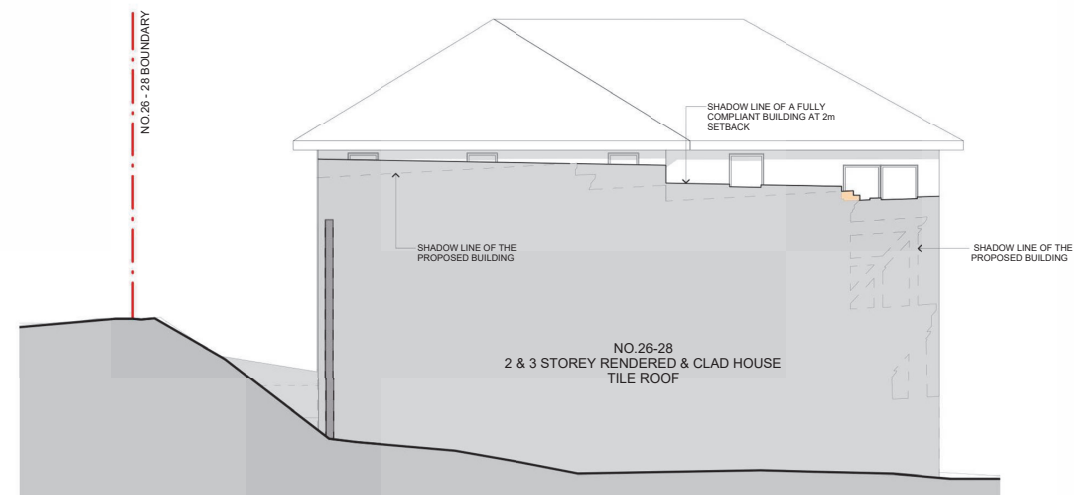 NO.26 - 28 BOUNDARY
SHADOW LINE OF A FULLY
COMPLIANT BUILDING AT 2m
SETBACK
SHADOW LINE OF THE
PROPOSED BUILDING
SHADOW LINE OF THE
PROPOSED BUILDING
NO.26-28
2 & 3 STOREY RENDERED & CLAD HOUSE
TILE ROOF